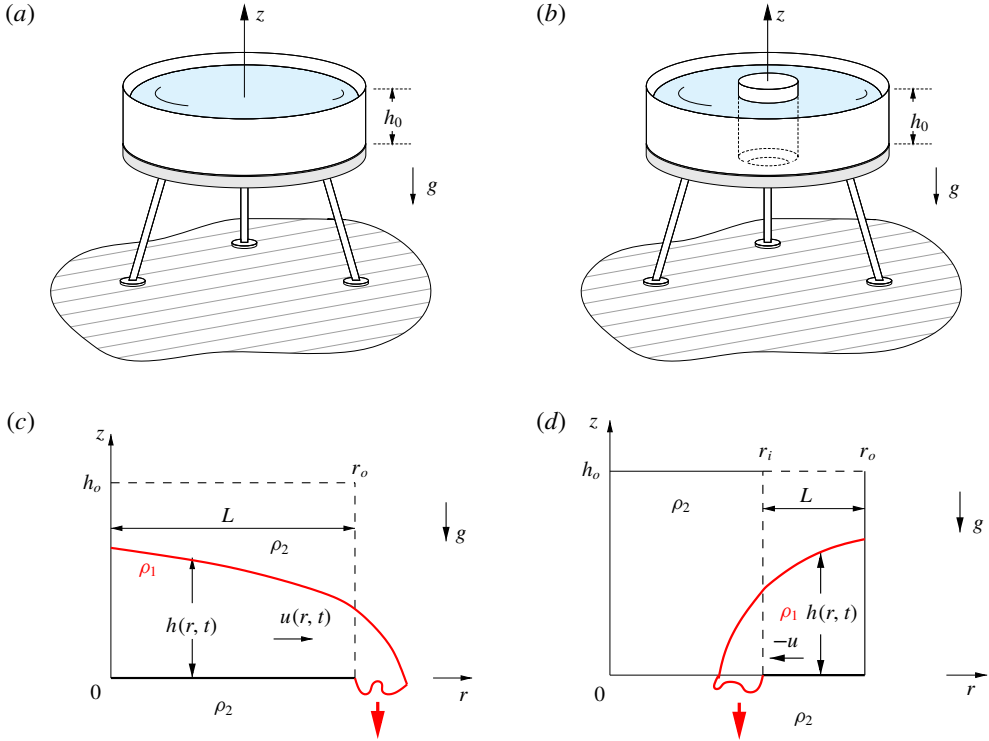 (a)
z
h₀
g
(b)
z
h₀
g
(c)
z
hₒ
rₒ
L
ρ₂
ρ₁
h(r, t)
u(r, t)
g
0
ρ₂
r
(d)
z
hₒ
rᵢ
rₒ
ρ₂
L
g
ρ₁
h(r, t)
−u
0
ρ₂
r